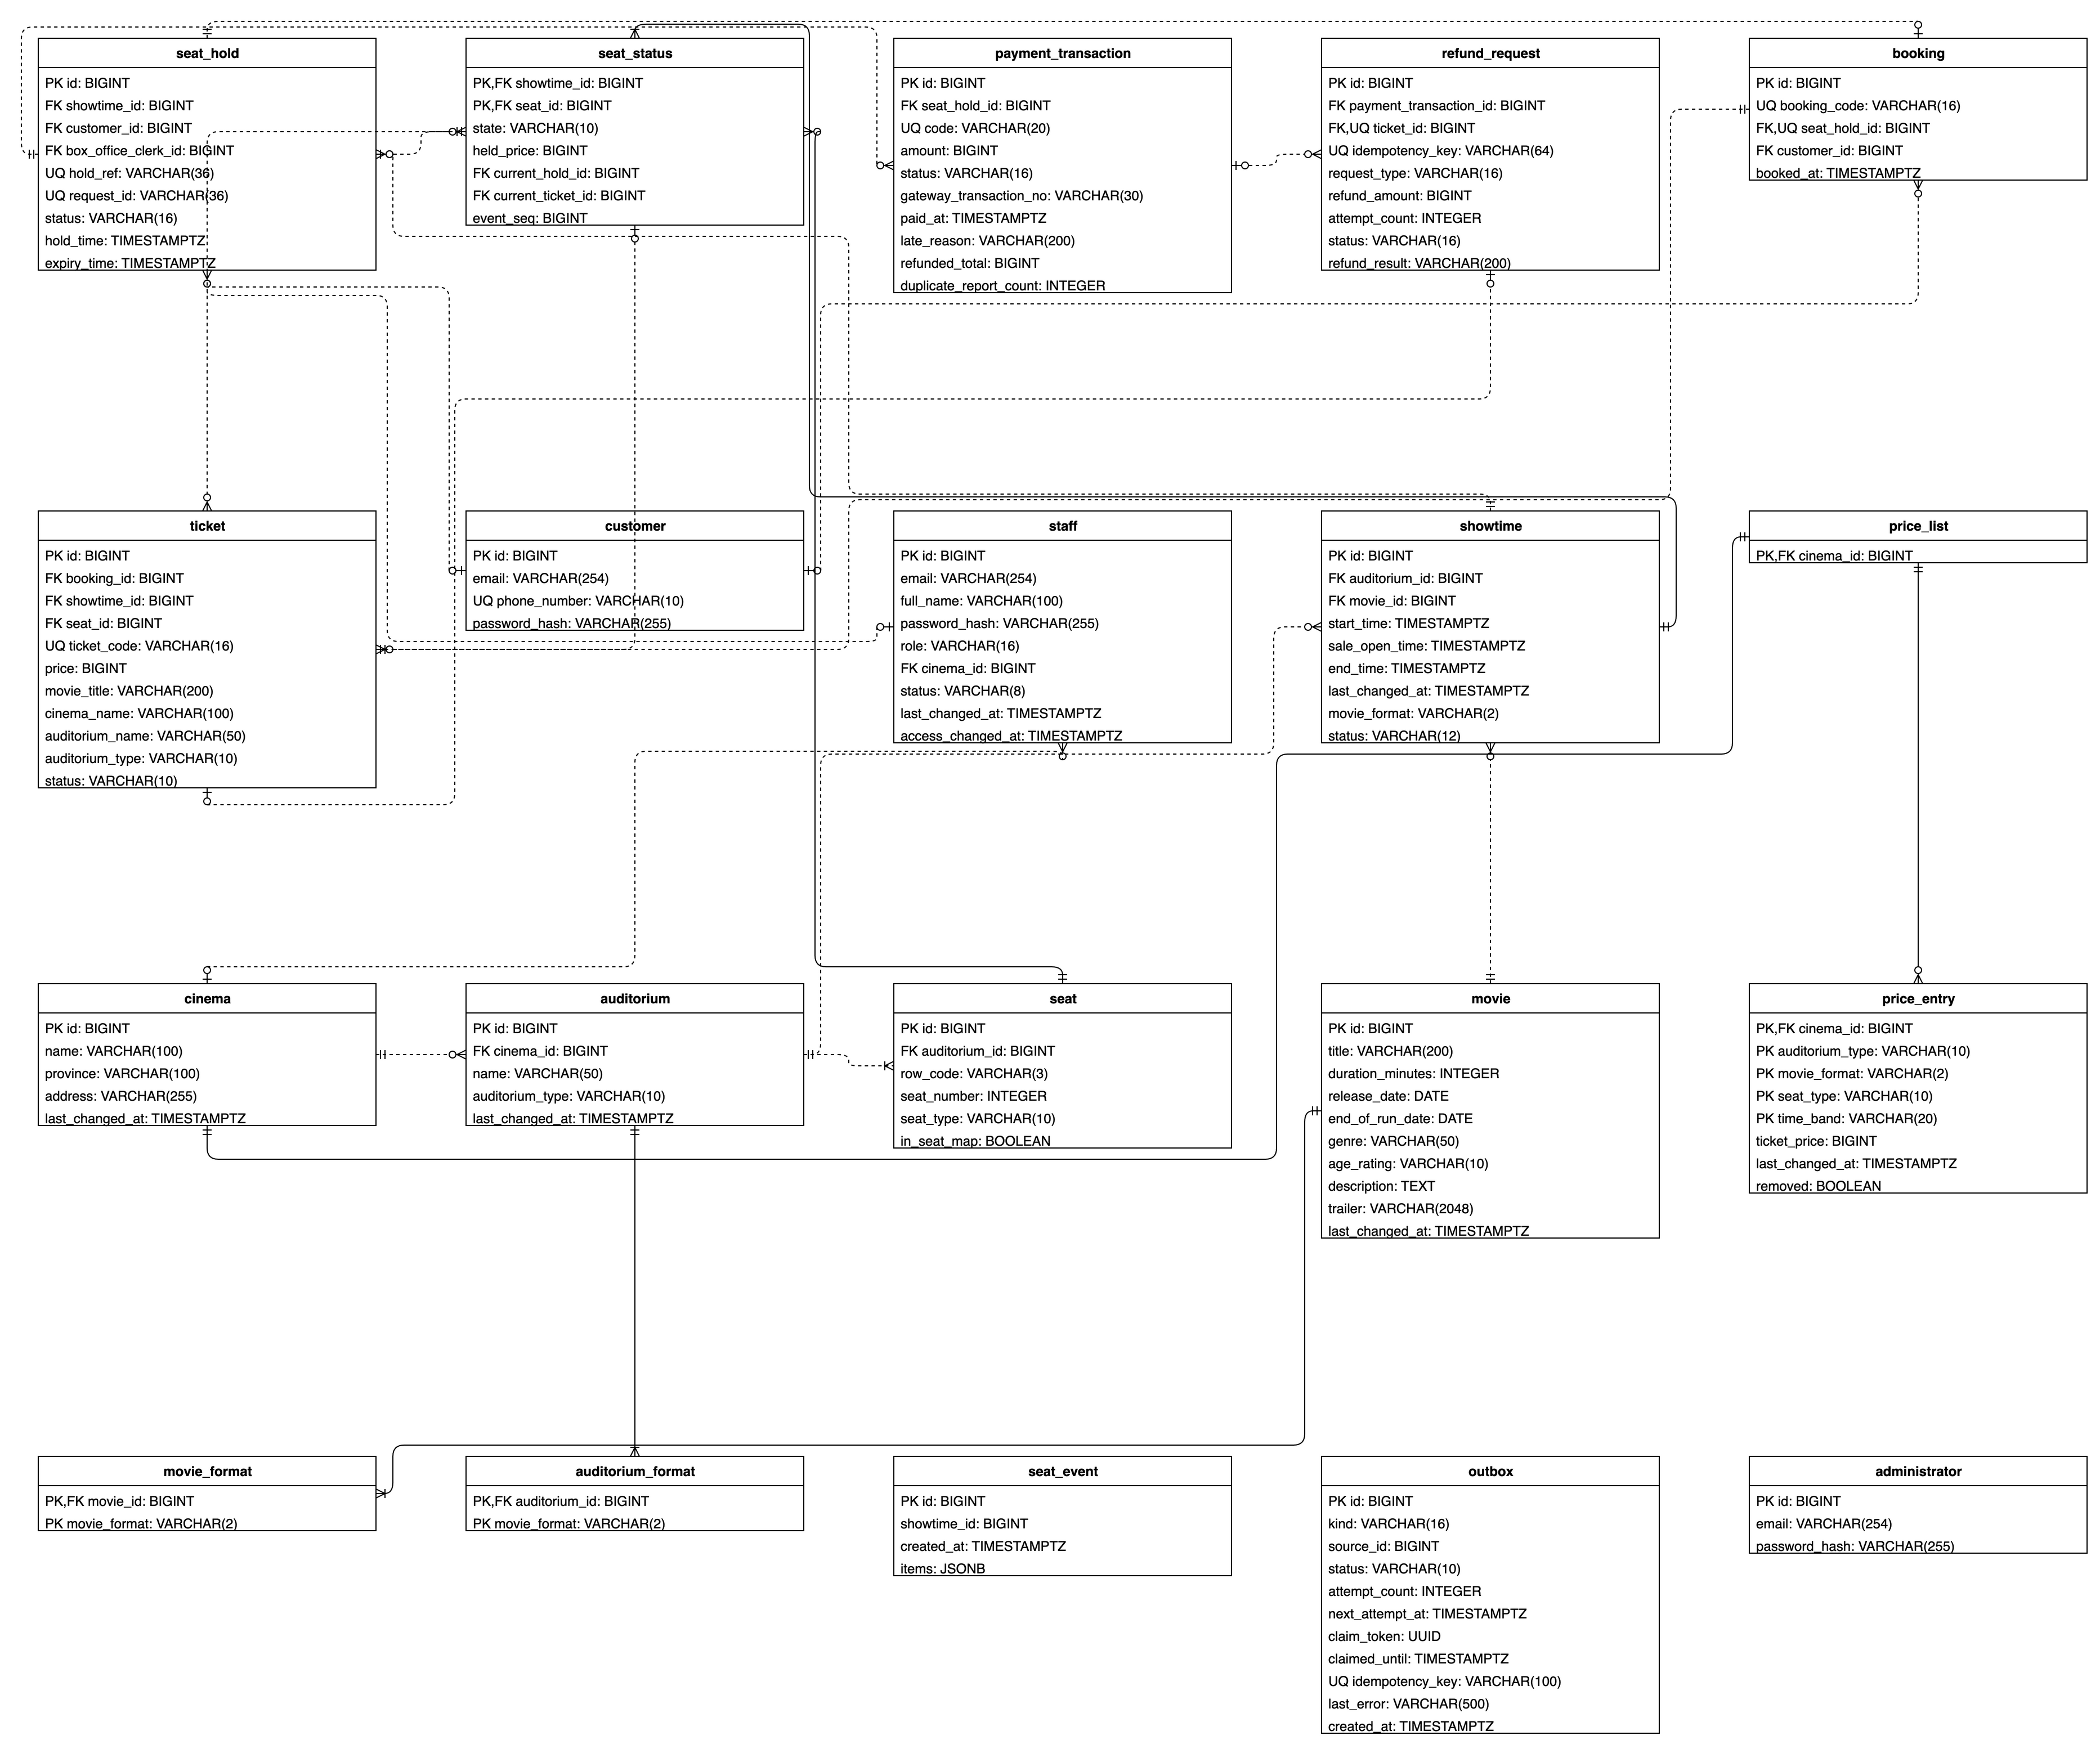 seat_hold
PK id: BIGINT
FK showtime_id: BIGINT
FK customer_id: BIGINT
FK box_office_clerk_id: BIGINT
UQ hold_ref: VARCHAR(36)
UQ request_id: VARCHAR(36)
status: VARCHAR(16)
hold_time: TIMESTAMPTZ
expiry_time: TIMESTAMPTZ
seat_status
PK,FK showtime_id: BIGINT
PK,FK seat_id: BIGINT
state: VARCHAR(10)
held_price: BIGINT
FK current_hold_id: BIGINT
FK current_ticket_id: BIGINT
event_seq: BIGINT
payment_transaction
PK id: BIGINT
FK seat_hold_id: BIGINT
UQ code: VARCHAR(20)
amount: BIGINT
status: VARCHAR(16)
gateway_transaction_no: VARCHAR(30)
paid_at: TIMESTAMPTZ
late_reason: VARCHAR(200)
refunded_total: BIGINT
duplicate_report_count: INTEGER
refund_request
PK id: BIGINT
FK payment_transaction_id: BIGINT
FK,UQ ticket_id: BIGINT
UQ idempotency_key: VARCHAR(64)
request_type: VARCHAR(16)
refund_amount: BIGINT
attempt_count: INTEGER
status: VARCHAR(16)
refund_result: VARCHAR(200)
booking
PK id: BIGINT
UQ booking_code: VARCHAR(16)
FK,UQ seat_hold_id: BIGINT
FK customer_id: BIGINT
booked_at: TIMESTAMPTZ
ticket
PK id: BIGINT
FK booking_id: BIGINT
FK showtime_id: BIGINT
FK seat_id: BIGINT
UQ ticket_code: VARCHAR(16)
price: BIGINT
movie_title: VARCHAR(200)
cinema_name: VARCHAR(100)
auditorium_name: VARCHAR(50)
auditorium_type: VARCHAR(10)
status: VARCHAR(10)
customer
PK id: BIGINT
email: VARCHAR(254)
UQ phone_number: VARCHAR(10)
password_hash: VARCHAR(255)
staff
PK id: BIGINT
email: VARCHAR(254)
full_name: VARCHAR(100)
password_hash: VARCHAR(255)
role: VARCHAR(16)
FK cinema_id: BIGINT
status: VARCHAR(8)
last_changed_at: TIMESTAMPTZ
access_changed_at: TIMESTAMPTZ
showtime
PK id: BIGINT
FK auditorium_id: BIGINT
FK movie_id: BIGINT
start_time: TIMESTAMPTZ
sale_open_time: TIMESTAMPTZ
end_time: TIMESTAMPTZ
last_changed_at: TIMESTAMPTZ
movie_format: VARCHAR(2)
status: VARCHAR(12)
price_list
PK,FK cinema_id: BIGINT
cinema
PK id: BIGINT
name: VARCHAR(100)
province: VARCHAR(100)
address: VARCHAR(255)
last_changed_at: TIMESTAMPTZ
auditorium
PK id: BIGINT
FK cinema_id: BIGINT
name: VARCHAR(50)
auditorium_type: VARCHAR(10)
last_changed_at: TIMESTAMPTZ
seat
PK id: BIGINT
FK auditorium_id: BIGINT
row_code: VARCHAR(3)
seat_number: INTEGER
seat_type: VARCHAR(10)
in_seat_map: BOOLEAN
movie
PK id: BIGINT
title: VARCHAR(200)
duration_minutes: INTEGER
release_date: DATE
end_of_run_date: DATE
genre: VARCHAR(50)
age_rating: VARCHAR(10)
description: TEXT
trailer: VARCHAR(2048)
last_changed_at: TIMESTAMPTZ
price_entry
PK,FK cinema_id: BIGINT
PK auditorium_type: VARCHAR(10)
PK movie_format: VARCHAR(2)
PK seat_type: VARCHAR(10)
PK time_band: VARCHAR(20)
ticket_price: BIGINT
last_changed_at: TIMESTAMPTZ
removed: BOOLEAN
movie_format
PK,FK movie_id: BIGINT
PK movie_format: VARCHAR(2)
auditorium_format
PK,FK auditorium_id: BIGINT
PK movie_format: VARCHAR(2)
seat_event
PK id: BIGINT
showtime_id: BIGINT
created_at: TIMESTAMPTZ
items: JSONB
outbox
PK id: BIGINT
kind: VARCHAR(16)
source_id: BIGINT
status: VARCHAR(10)
attempt_count: INTEGER
next_attempt_at: TIMESTAMPTZ
claim_token: UUID
claimed_until: TIMESTAMPTZ
UQ idempotency_key: VARCHAR(100)
last_error: VARCHAR(500)
created_at: TIMESTAMPTZ
administrator
PK id: BIGINT
email: VARCHAR(254)
password_hash: VARCHAR(255)